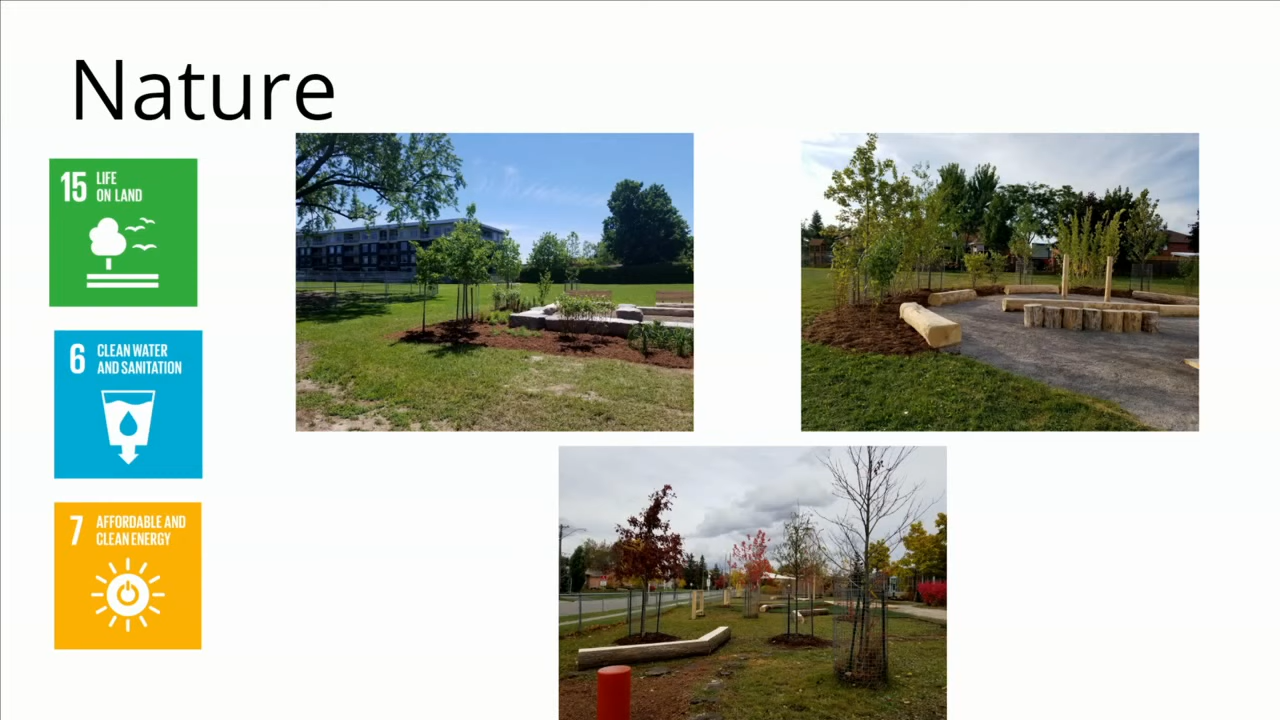 Nature
15 LIFE
ON LAND
6 CLEAN WATER
AND SANITATION
7 AFFORDABLE AND
CLEAN ENERGY